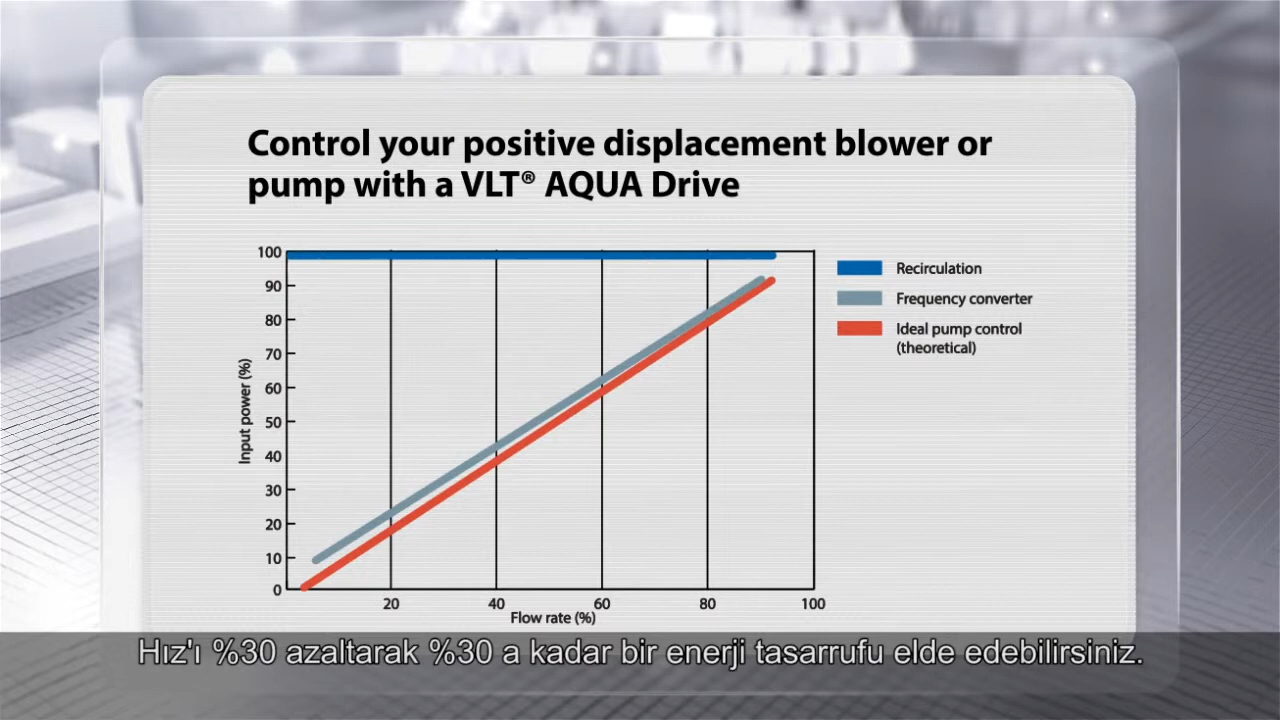 Control your positive displacement blower or
pump with a VLT® AQUA Drive
100
90
80
70
60
50
40
30
20
10
0
Input power (%)
20 40 60 80 100
Flow rate (%)
Recirculation
Frequency converter
Ideal pump control
(theoretical)
Hız'ı %30 azaltarak %30 a kadar bir enerji tasarrufu elde edebilirsiniz.